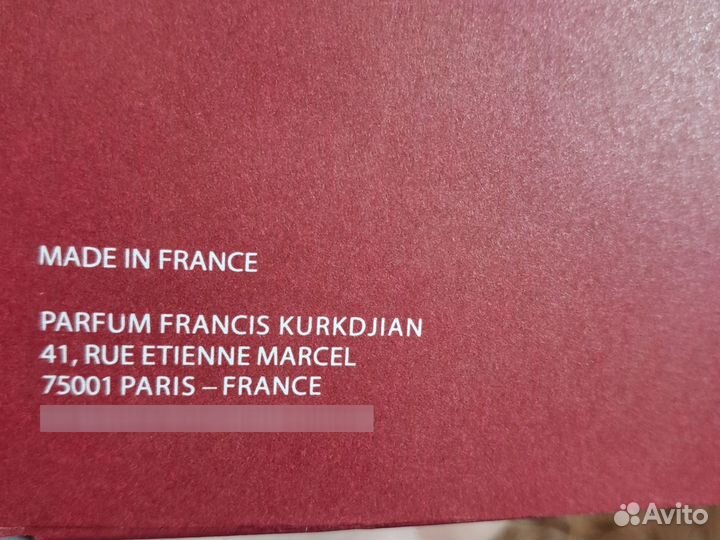 MADE IN FRANCE
PARFUM FRANCIS KURKDJIAN
41, RUE ETIENNE MARCEL
75001 PARIS – FRANCE
Avito